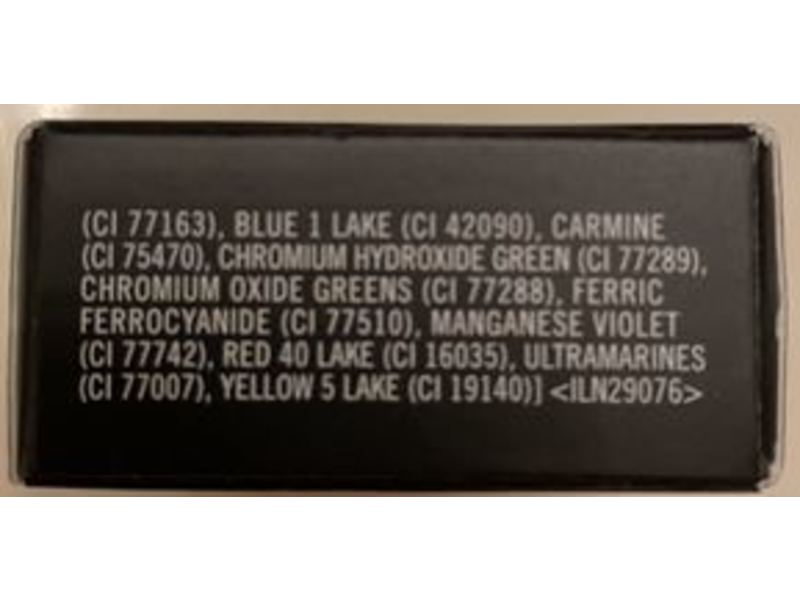 (CI 77163), BLUE 1 LAKE (CI 42090), CARMINE
(CI 75470), CHROMIUM HYDROXIDE GREEN (CI 77289),
CHROMIUM OXIDE GREENS (CI 77288), FERRIC
FERROCYANIDE (CI 77510), MANGANESE VIOLET
(CI 77742), RED 40 LAKE (CI 16035), ULTRAMARINES
(CI 77007), YELLOW 5 LAKE (CI 19140)] <ILN29076>